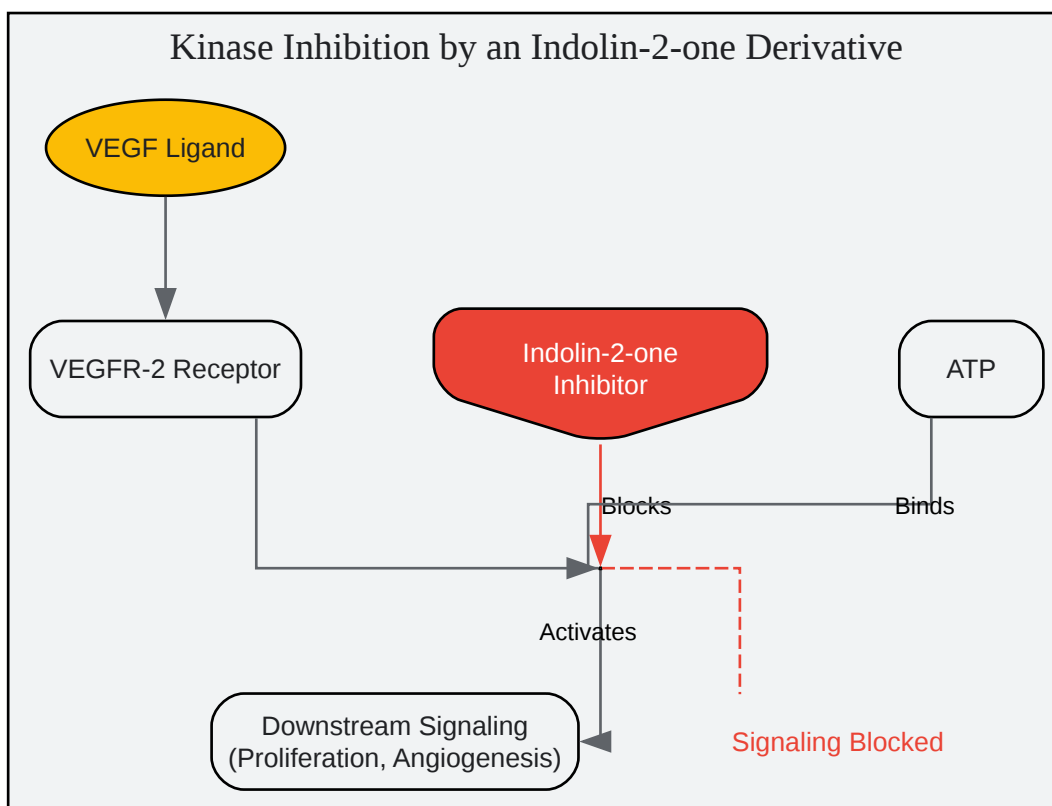 Kinase Inhibition by an Indolin-2-one Derivative
VEGF Ligand
VEGFR-2 Receptor
Indolin-2-one
Inhibitor
ATP
Blocks
Binds
Activates
Downstream Signaling
(Proliferation, Angiogenesis)
Signaling Blocked